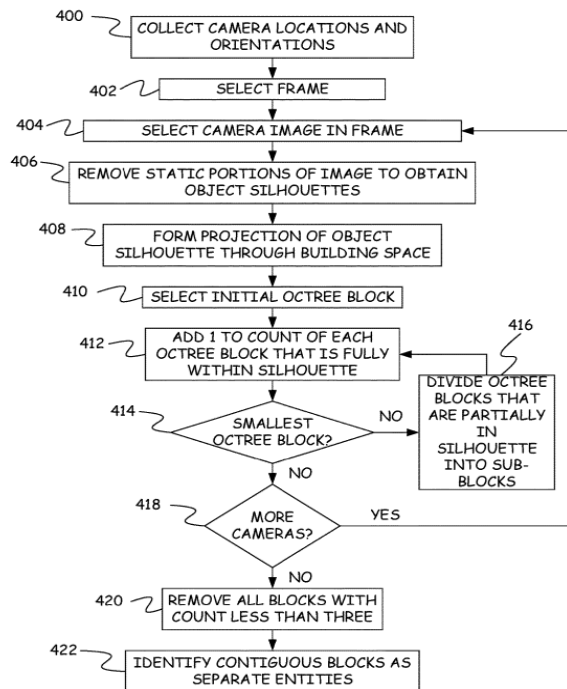 400
COLLECT CAMERA LOCATIONS AND
ORIENTATIONS
402
SELECT FRAME
404
SELECT CAMERA IMAGE IN FRAME
406
REMOVE STATIC PORTIONS OF IMAGE TO OBTAIN
OBJECT SILHOUETTES
408
FORM PROJECTION OF OBJECT
SILHOUETTE THROUGH BUILDING SPACE
410
SELECT INITIAL OCTREE BLOCK
412
ADD 1 TO COUNT OF EACH
OCTREE BLOCK THAT IS FULLY
WITHIN SILHOUETTE
414
SMALLEST
OCTREE BLOCK?
NO
416
DIVIDE OCTREE
BLOCKS THAT
ARE PARTIALLY
IN
SILHOUETTE
INTO SUB-
BLOCKS
NO
418
MORE
CAMERAS?
YES
NO
420
REMOVE ALL BLOCKS WITH
COUNT LESS THAN THREE
422
IDENTIFY CONTIGUOUS BLOCKS AS
SEPARATE ENTITIES